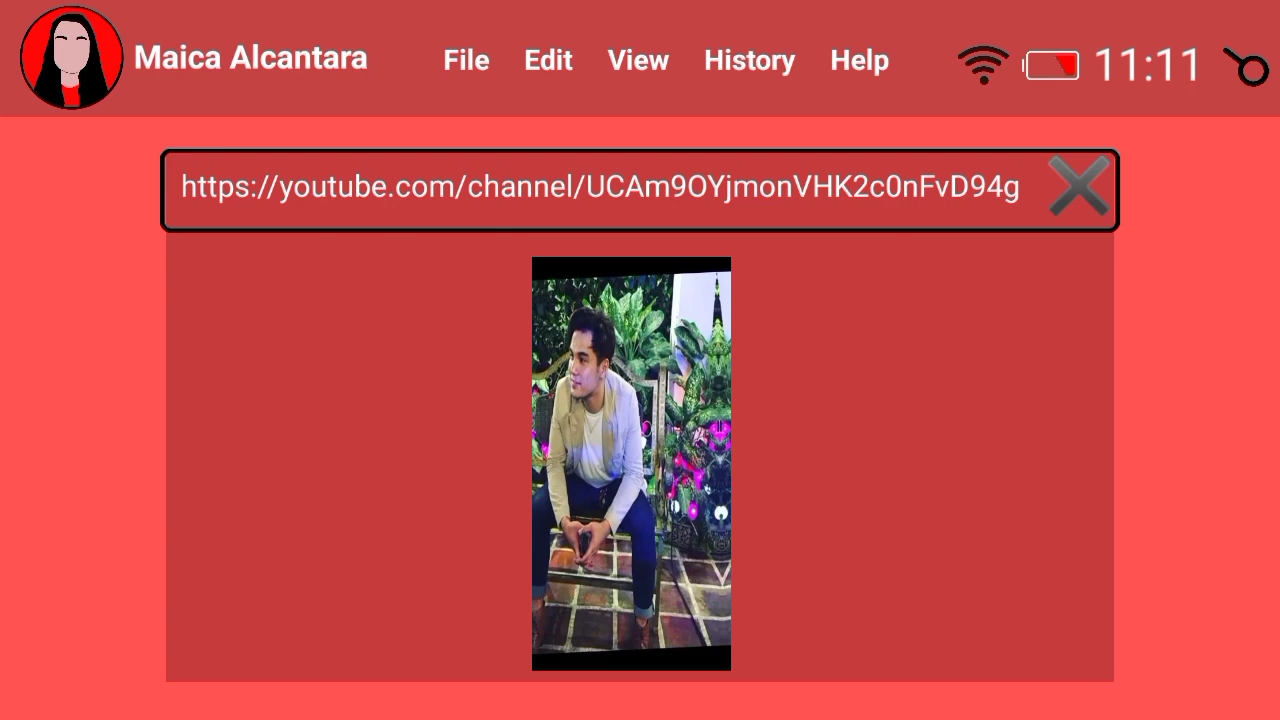 Maica Alcantara File Edit View History Help 11:11
https://youtube.com/channel/UCAm9OYjmonVHK2c0nFvD94g